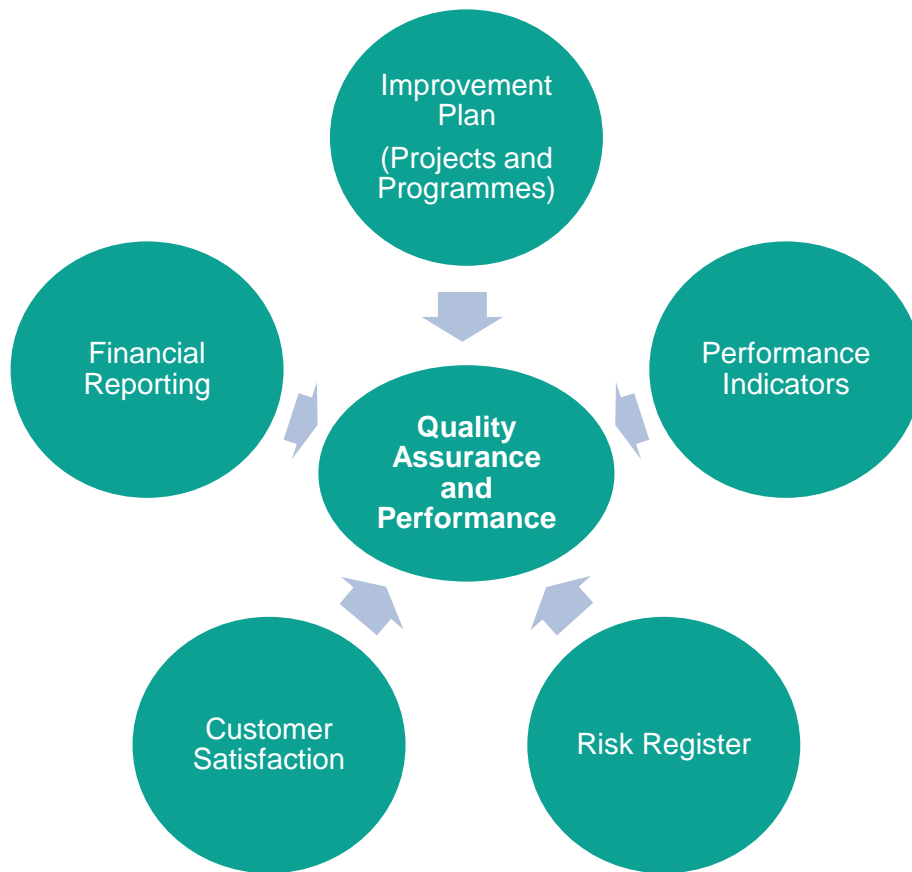 Improvement
Plan
(Projects and
Programmes)
Financial
Reporting
Performance
Indicators
Quality
Assurance
and
Performance
Customer
Satisfaction
Risk Register